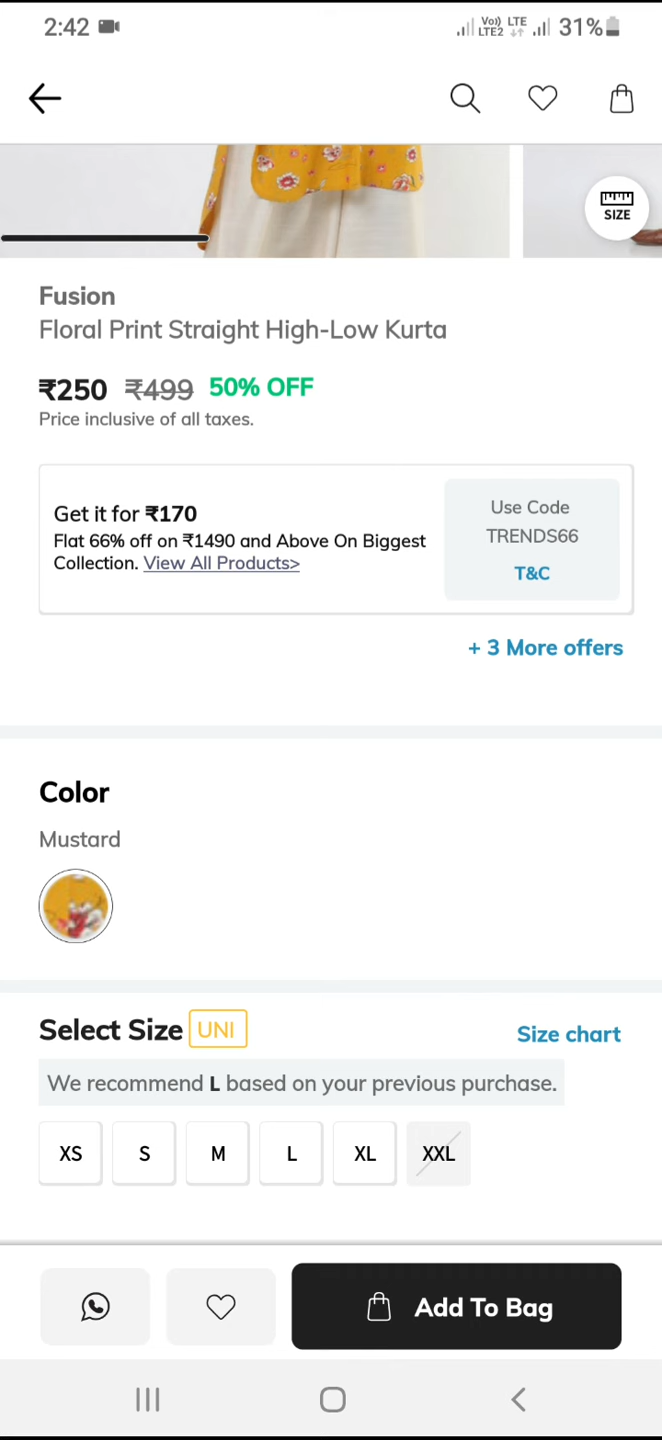 2:42
Vo)) LTE
LTE2
31%
SIZE
Fusion
Floral Print Straight High-Low Kurta
₹250 ₹499 50% OFF
Price inclusive of all taxes.
Get it for ₹170
Flat 66% off on ₹1490 and Above On Biggest
Collection. View All Products>
Use Code
TRENDS66
T&C
+ 3 More offers
Color
Mustard
Select Size UNI
Size chart
We recommend L based on your previous purchase.
XS S M L XL XXL
Add To Bag